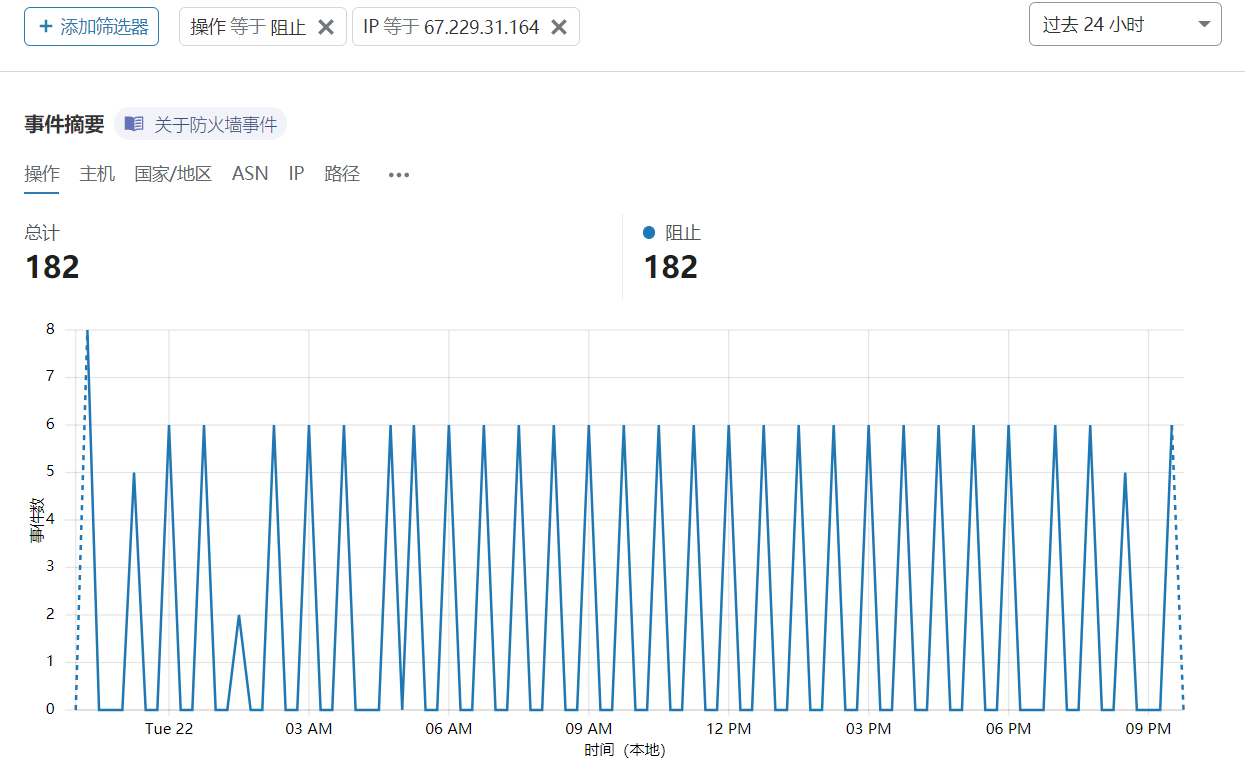 + 添加筛选器 操作 等于 阻止 IP 等于 67.229.31.164 过去 24 小时
事件摘要 关于防火墙事件
操作 主机 国家/地区 ASN IP 路径 •••
总计 阻止
182 182
8
7
6
5
4
事件数
3
2
1
0
Tue 22 03 AM 06 AM 09 AM 12 PM 03 PM 06 PM 09 PM
时间（本地）